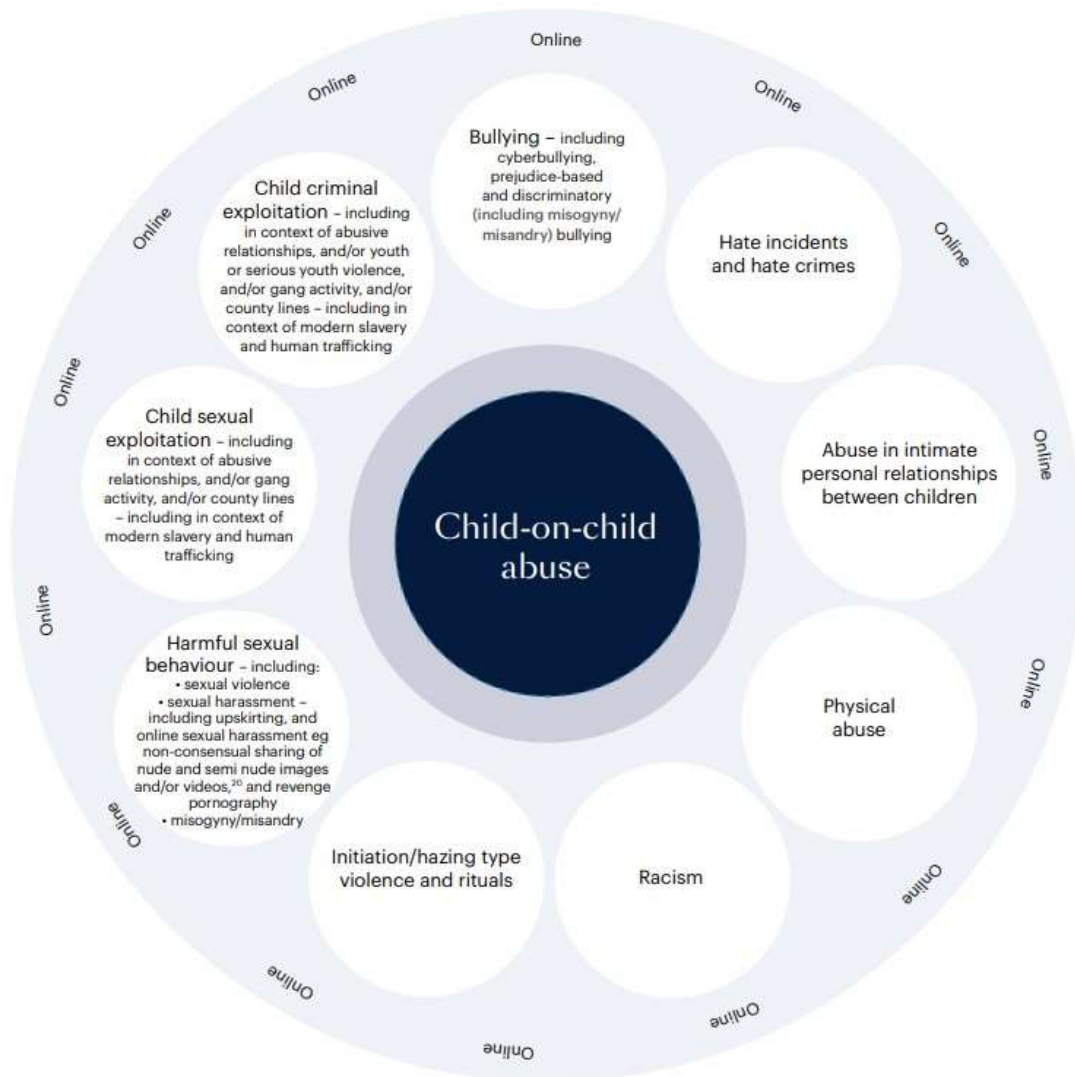 Online
Online
Online
Online
Online
Online
Online
Online
Online
Online
Online
Online
Online
Online
Bullying – including
cyberbullying,
prejudice-based
and discriminatory
(including misogyny/
misandry) bullying
Hate incidents
and hate crimes
Abuse in intimate
personal relationships
between children
Physical
abuse
Racism
Initiation/hazing type
violence and rituals
Harmful sexual
behaviour – including:
• sexual violence
• sexual harassment –
including upskirting, and
online sexual harassment eg
non-consensual sharing of
nude and semi nude images
and/or videos,²⁰ and revenge
pornography
• misogyny/misandry
Child sexual
exploitation – including
in context of abusive
relationships, and/or gang
activity, and/or county lines
– including in context of
modern slavery and human
trafficking
Child criminal
exploitation – including
in context of abusive
relationships, and/or youth
or serious youth violence,
and/or gang activity, and/or
county lines – including in
context of modern slavery
and human trafficking
Child-on-child
abuse